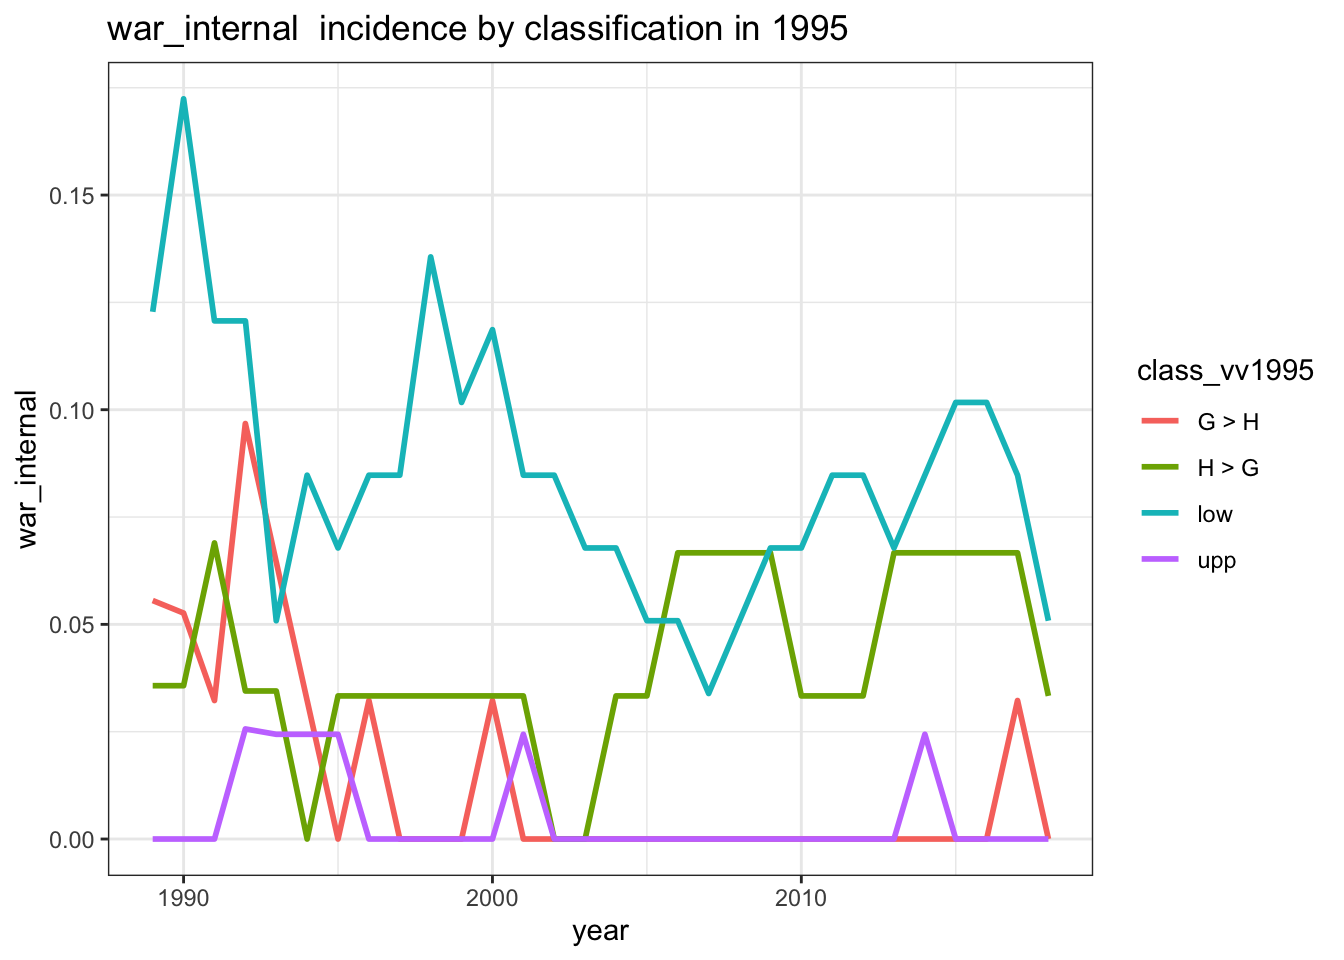 war_internal  incidence by classification in 1995
war_internal
0.15
0.10
0.05
0.00
1990
2000
2010
year
class_vv1995
G > H
H > G
low
upp